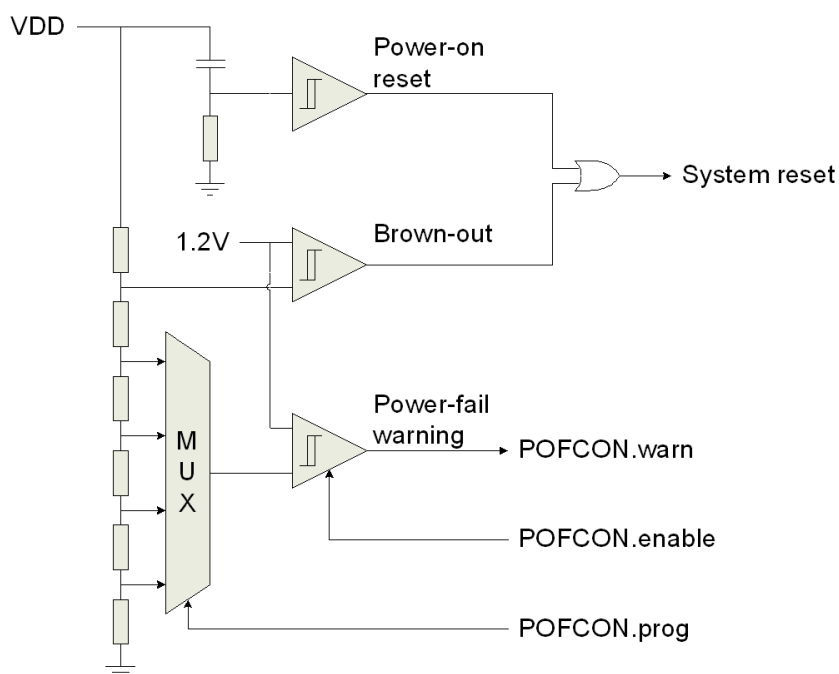 VDD
Power-on
reset
System reset
1.2V
Brown-out
MUX
Power-fail
warning
POFCON.warn
POFCON.enable
POFCON.prog